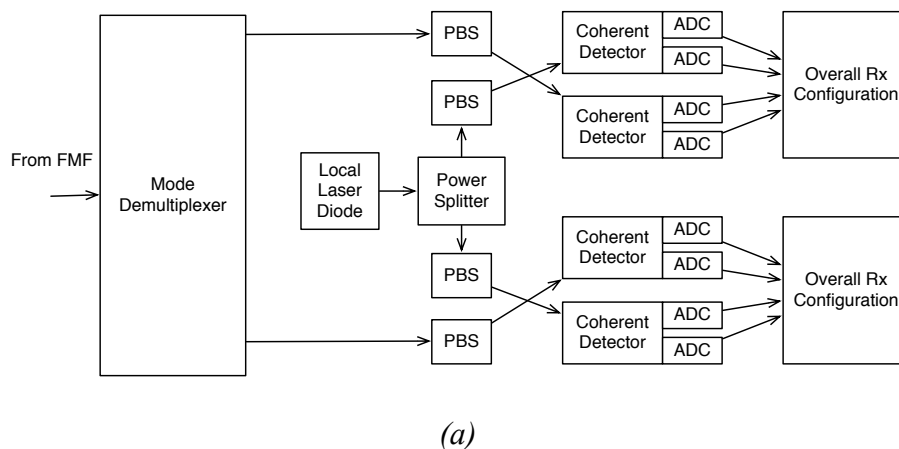 PBS
Coherent
Detector
ADC
ADC
PBS
Coherent
Detector
ADC
ADC
Overall Rx
Configuration
From FMF
Mode
Demultiplexer
Local
Laser
Diode
Power
Splitter
PBS
Coherent
Detector
ADC
ADC
PBS
Coherent
Detector
ADC
ADC
Overall Rx
Configuration
(a)